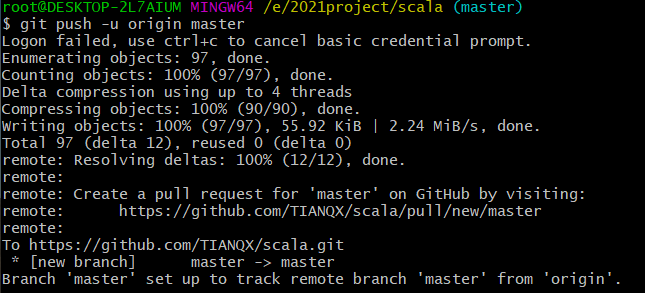 root@DESKTOP-2L7AIUM MINGW64 /e/2021project/scala (master)
$ git push -u origin master
Logon failed, use ctrl+c to cancel basic credential prompt.
Enumerating objects: 97, done.
Counting objects: 100% (97/97), done.
Delta compression using up to 4 threads
Compressing objects: 100% (90/90), done.
Writing objects: 100% (97/97), 55.92 KiB | 2.24 MiB/s, done.
Total 97 (delta 12), reused 0 (delta 0)
remote: Resolving deltas: 100% (12/12), done.
remote:
remote: Create a pull request for 'master' on GitHub by visiting:
remote:      https://github.com/TIANQX/scala/pull/new/master
remote:
To https://github.com/TIANQX/scala.git
 * [new branch]      master -> master
Branch 'master' set up to track remote branch 'master' from 'origin'.